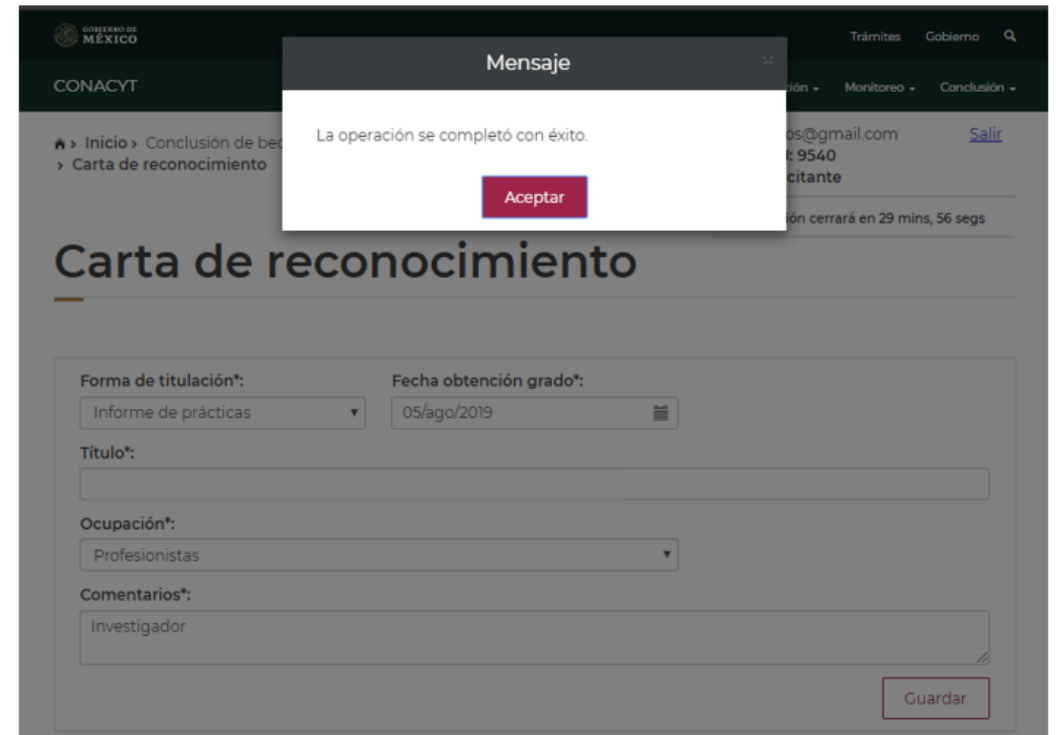 GOBIERNO DE
MÉXICO
Trámites Gobierno
Mensaje
×
CONACYT
Monitoreo Conclusión
> Inicio > Conclusión de
> Carta de reconocimiento
La operación se completó con éxito.
Aceptar
os@gmail.com Salir
: 9540
citante
ión cerrará en 29 mins, 56 segs
Carta de reconocimiento
Forma de titulación*: Fecha obtención grado*:
Informe de prácticas 05/ago/2019
Título*:
Ocupación*:
Profesionistas
Comentarios*:
Investigador
Guardar